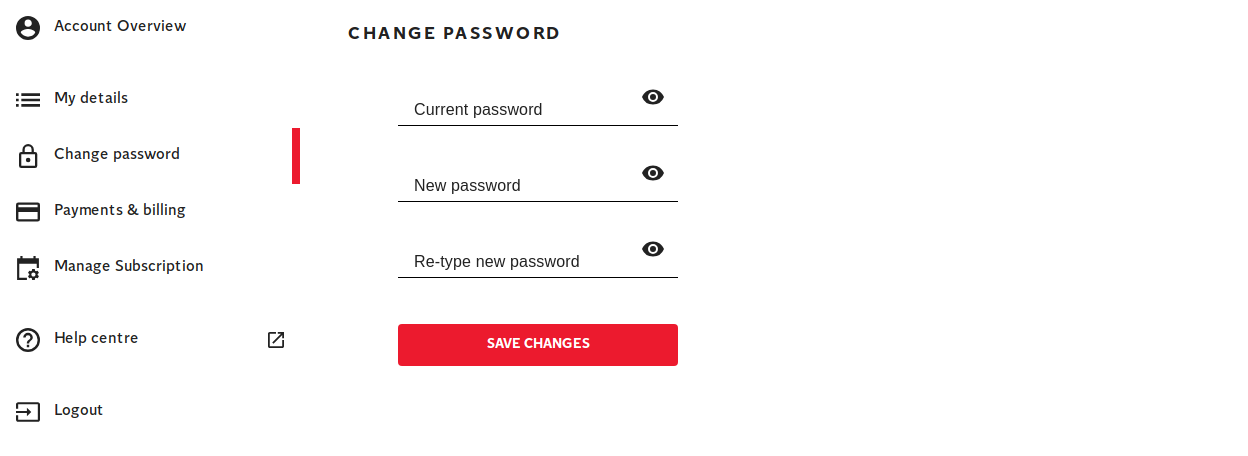 Account Overview
My details
Change password
Payments & billing
Manage Subscription
Help centre
Logout
CHANGE PASSWORD
Current password
New password
Re-type new password
SAVE CHANGES